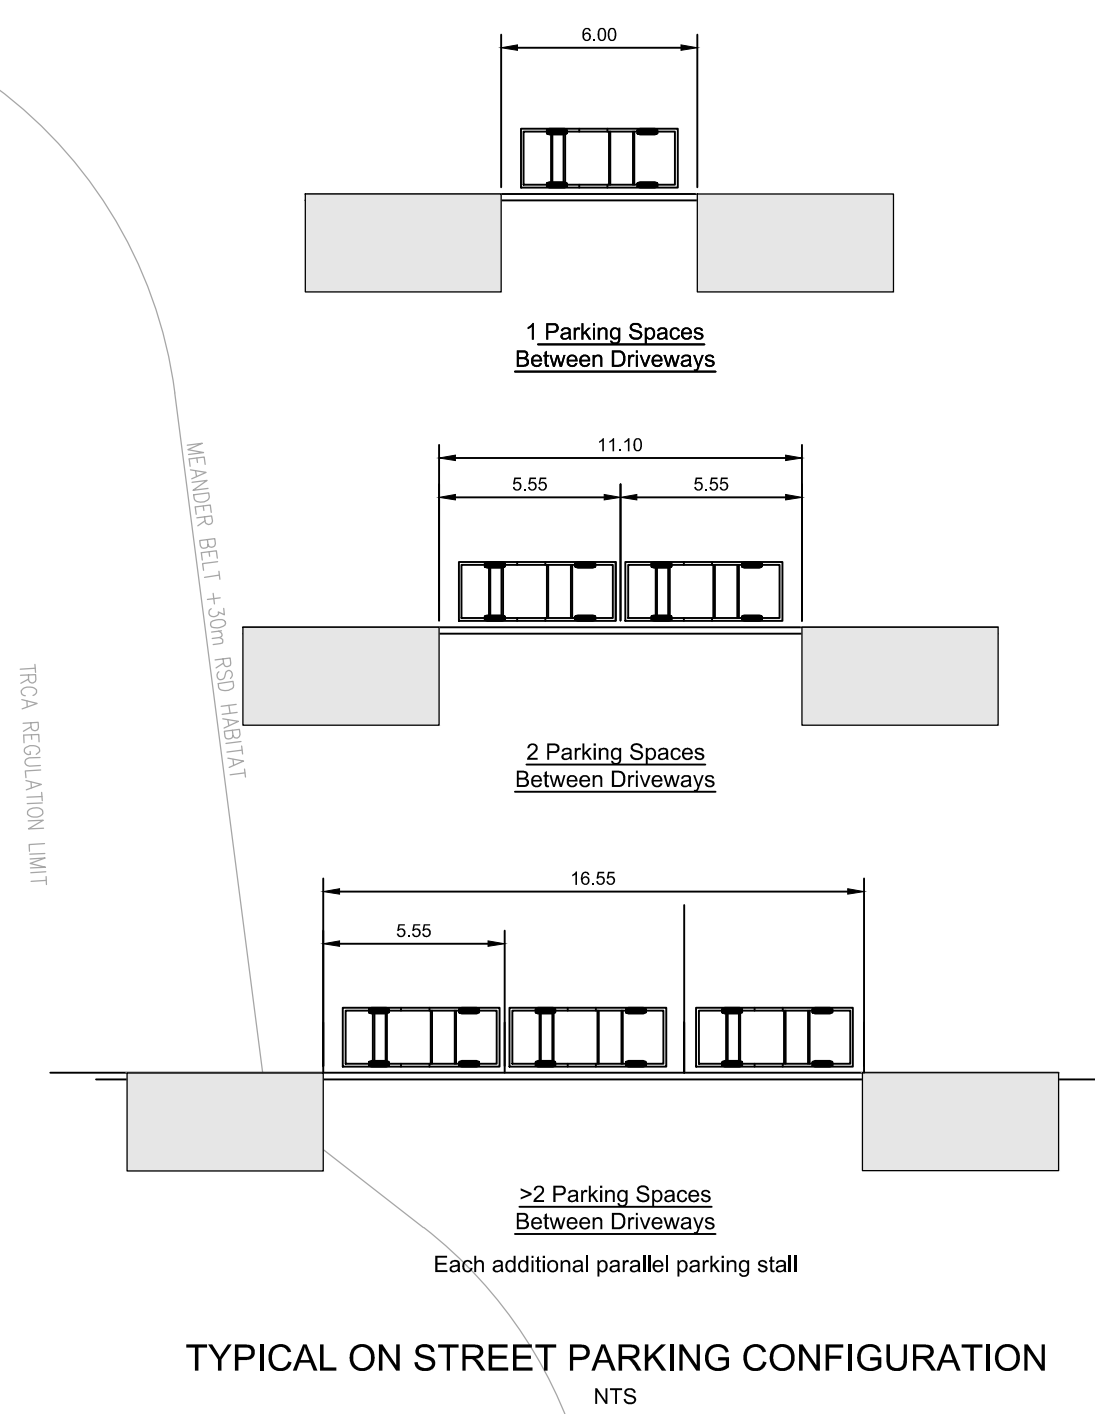 6.00
1 Parking Spaces
Between Driveways
11.10
5.55 5.55
MEANDER BELT +30m RSD HABITAT
2 Parking Spaces
Between Driveways
TRCA REGULATION LIMIT
16.55
5.55
>2 Parking Spaces
Between Driveways
Each additional parallel parking stall
TYPICAL ON STREET PARKING CONFIGURATION
NTS